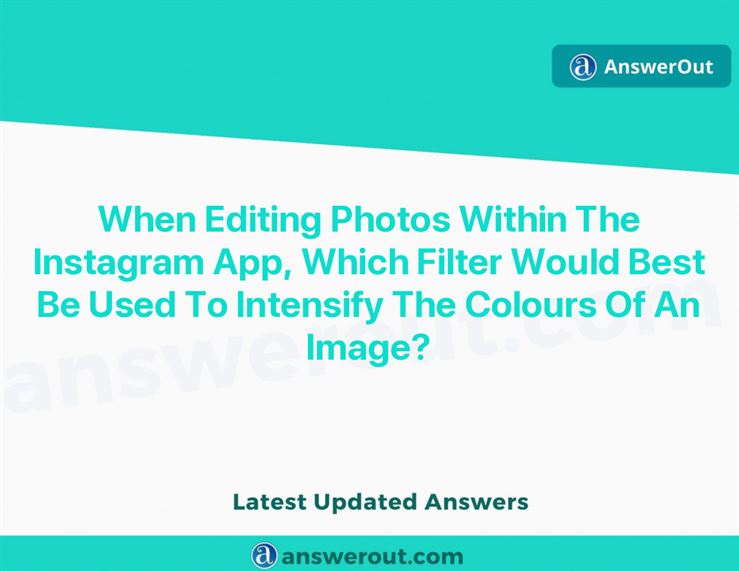 AnswerOut
When Editing Photos Within The
Instagram App, Which Filter Would Best
Be Used To Intensify The Colours Of An
Image?
answerout.com
Latest Updated Answers
answerout.com